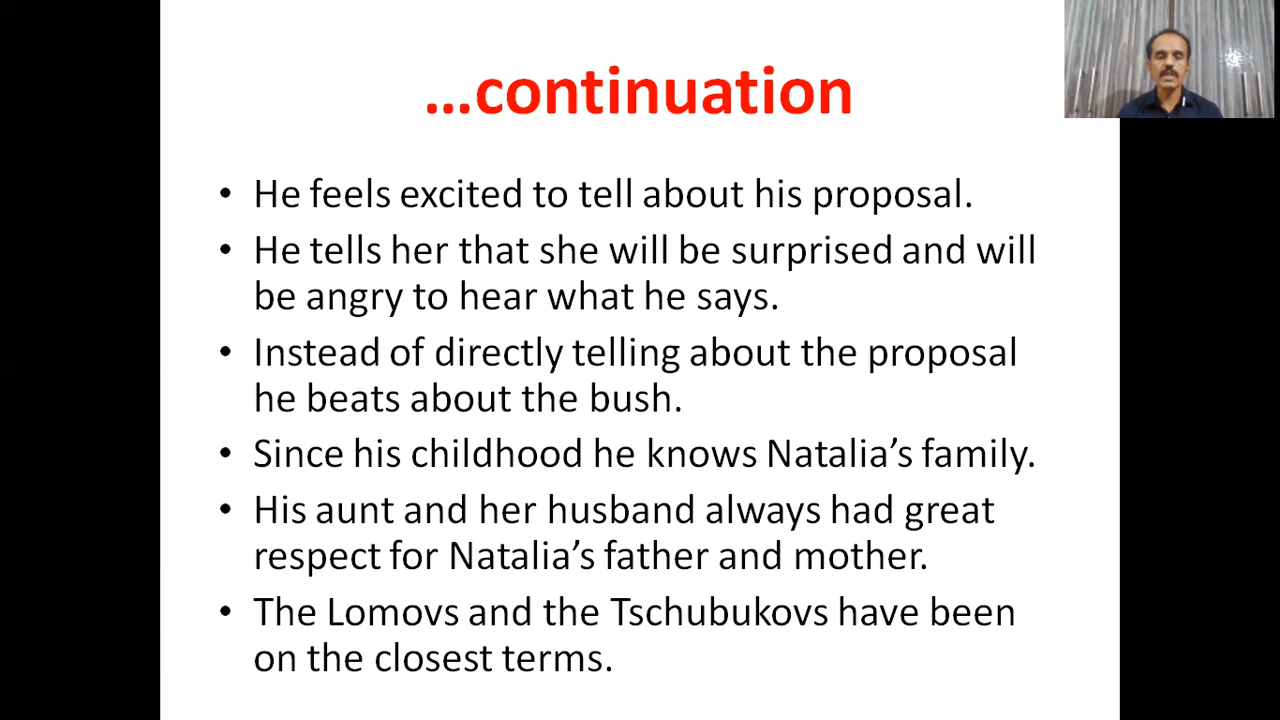 ...continuation
• He feels excited to tell about his proposal.
• He tells her that she will be surprised and will
be angry to hear what he says.
• Instead of directly telling about the proposal
he beats about the bush.
• Since his childhood he knows Natalia’s family.
• His aunt and her husband always had great
respect for Natalia’s father and mother.
• The Lomovs and the Tschubukovs have been
on the closest terms.